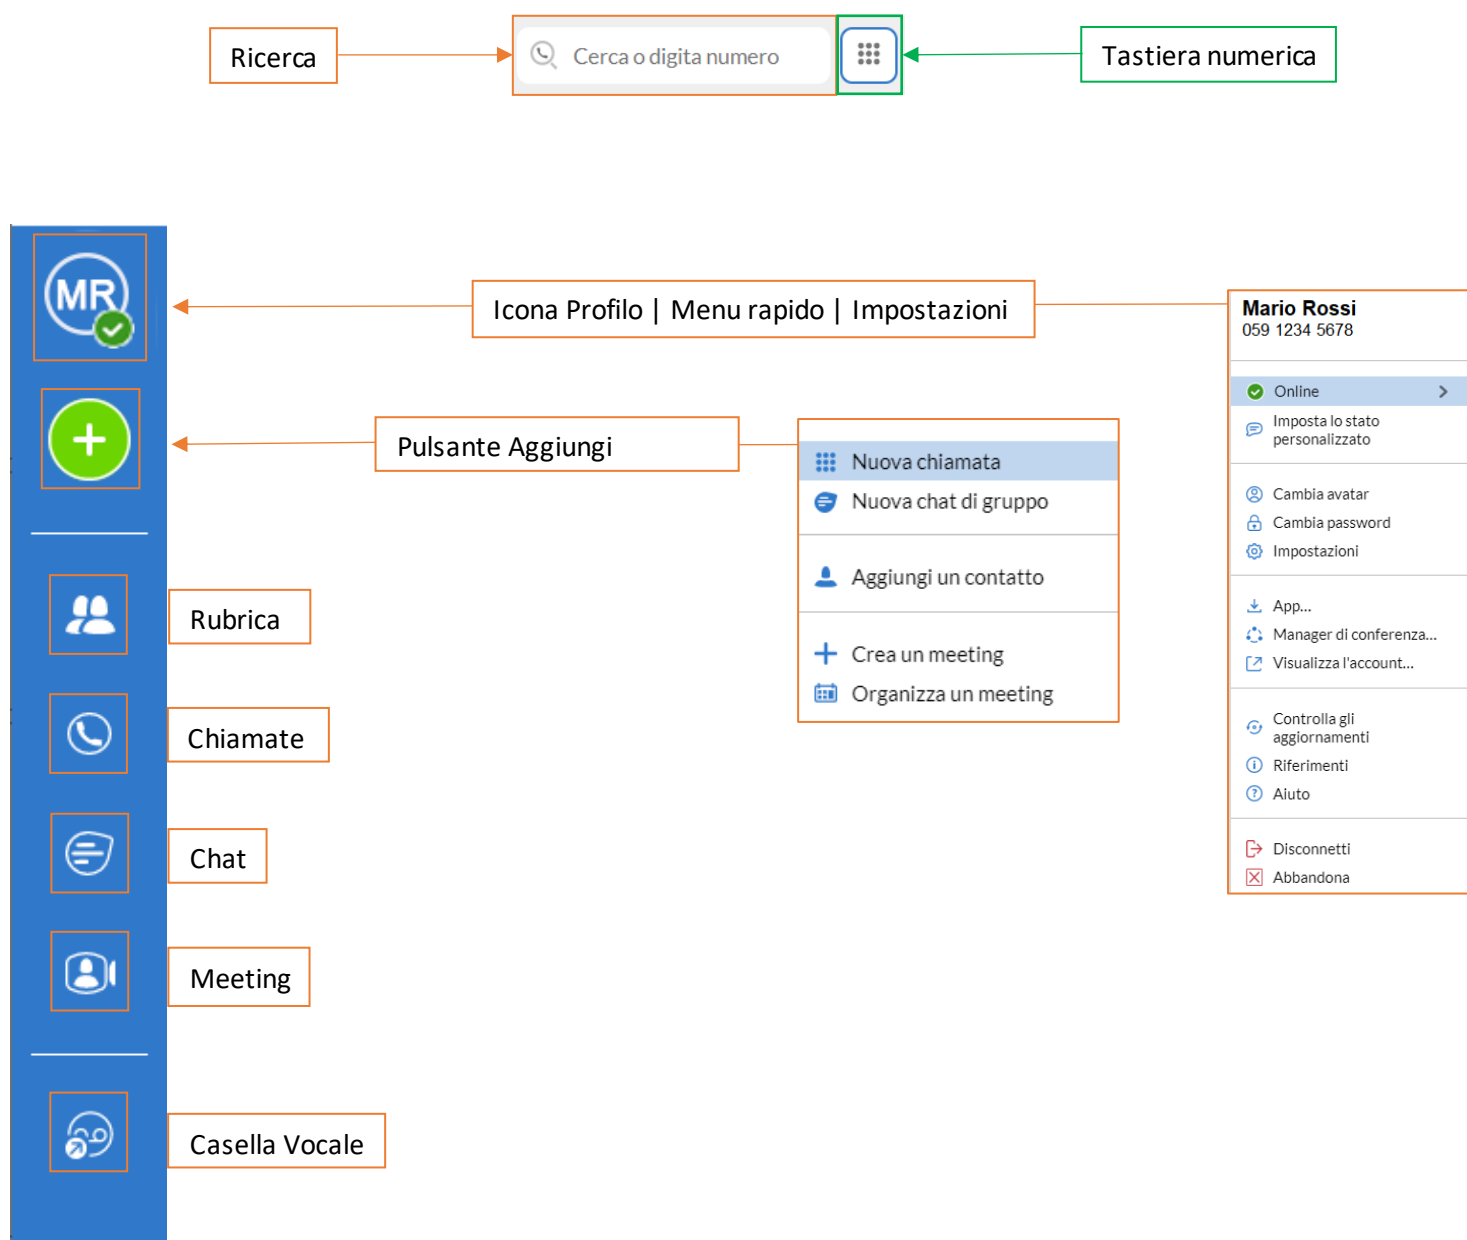 Ricerca
Cerca o digita numero
Tastiera numerica
MR
Icona Profilo | Menu rapido | Impostazioni
Mario Rossi
059 1234 5678
Online
Imposta lo stato
personalizzato
Cambia avatar
Cambia password
Impostazioni
App...
Manager di conferenza...
Visualizza l'account...
Controlla gli
aggiornamenti
Riferimenti
Aiuto
Disconnetti
Abbandona
Pulsante Aggiungi
Nuova chiamata
Nuova chat di gruppo
Aggiungi un contatto
Crea un meeting
Organizza un meeting
Rubrica
Chiamate
Chat
Meeting
Casella Vocale